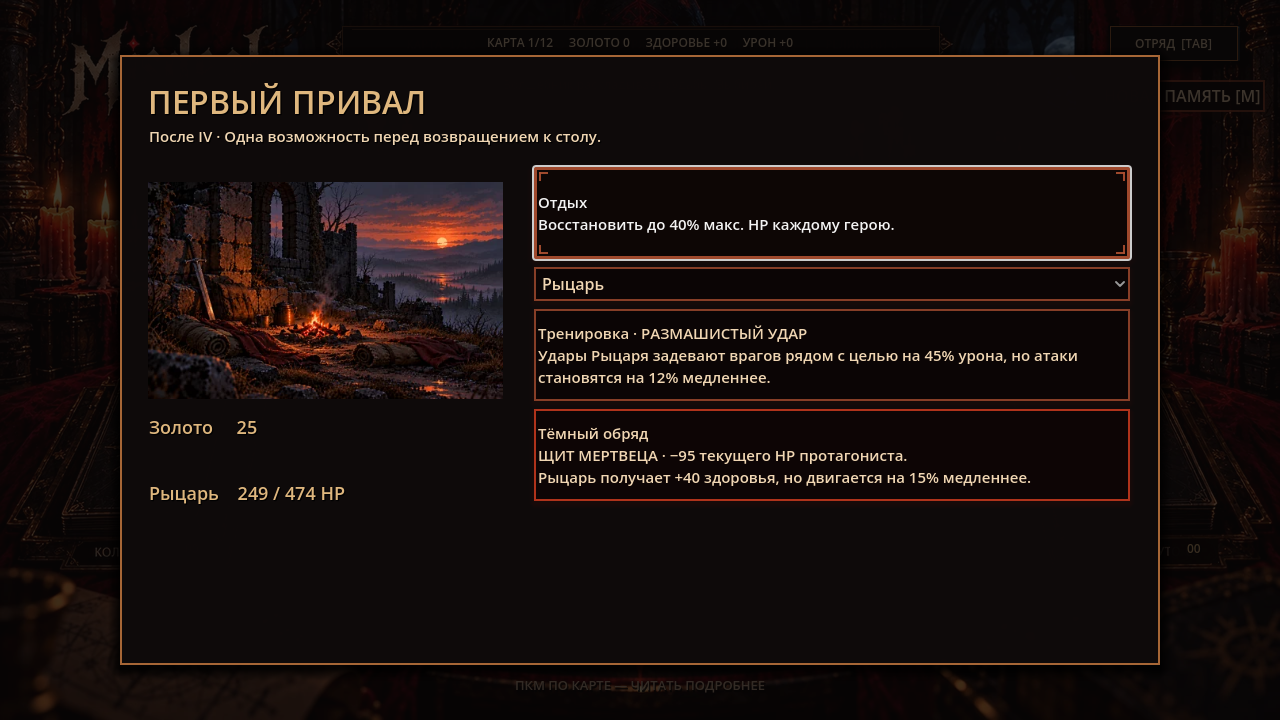 КАРТА 1/12 ЗОЛОТО 0 ЗДОРОВЬЕ +0 УРОН +0
ОТРЯД [TAB]
ПАМЯТЬ [M]
ПЕРВЫЙ ПРИВАЛ
После IV · Одна возможность перед возвращением к столу.
Отдых
Восстановить до 40% макс. HP каждому герою.
Рыцарь
Тренировка · РАЗМАШИСТЫЙ УДАР
Удары Рыцаря задевают врагов рядом с целью на 45% урона, но атаки
становятся на 12% медленнее.
Тёмный обряд
ЩИТ МЕРТВЕЦА · −95 текущего HP протагониста.
Рыцарь получает +40 здоровья, но двигается на 15% медленнее.
Золото 25
Рыцарь 249 / 474 HP
00
ПКМ ПО КАРТЕ — ЧИТАТЬ ПОДРОБНЕЕ